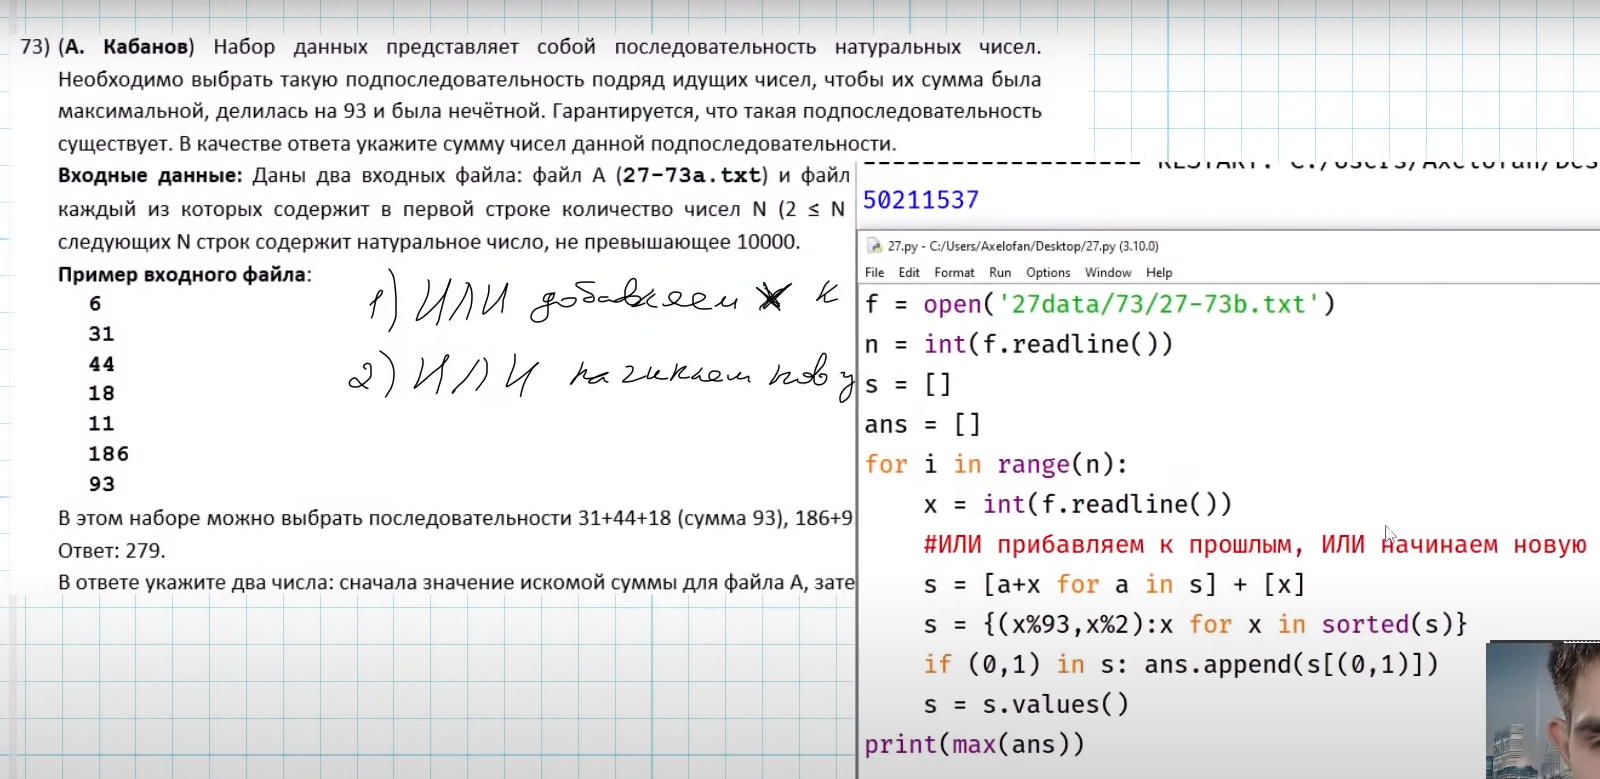 73) (А. Кабанов) Набор данных представляет собой последовательность натуральных чисел.
Необходимо выбрать такую подпоследовательность подряд идущих чисел, чтобы их сумма была
максимальной, делилась на 93 и была нечётной. Гарантируется, что такая подпоследовательность
существует. В качестве ответа укажите сумму чисел данной подпоследовательности.
Входные данные: Даны два входных файла: файл A (27-73a.txt) и файл
каждый из которых содержит в первой строке количество чисел N (2 ≤ N
следующих N строк содержит натуральное число, не превышающее 10000.
Пример входного файла:
6
31
44
18
11
186
93
В этом наборе можно выбрать последовательности 31+44+18 (сумма 93), 186+9
Ответ: 279.
В ответе укажите два числа: сначала значение искомой суммы для файла A, зате
1) ИЛИ добавляем x к
2) ИЛИ начинаем нову
RESTART: C:/Users/Axelofan/Des
50211537
27.py - C:/Users/Axelofan/Desktop/27.py (3.10.0)
File Edit Format Run Options Window Help
f = open('27data/73/27-73b.txt')
n = int(f.readline())
s = []
ans = []
for i in range(n):
x = int(f.readline())
#ИЛИ прибавляем к прошлым, ИЛИ начинаем новую
s = [a+x for a in s] + [x]
s = {(x%93,x%2):x for x in sorted(s)}
if (0,1) in s: ans.append(s[(0,1)])
s = s.values()
print(max(ans))